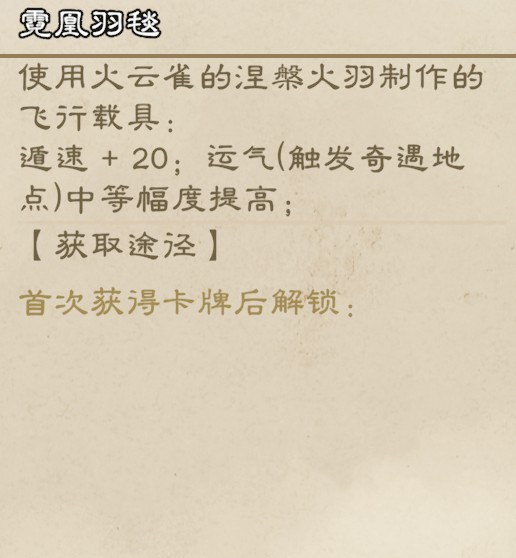 霓凰羽毯
使用火云雀的涅槃火羽制作的
飞行载具：
遁速 + 20；运气(触发奇遇地
点)中等幅度提高；
【获取途径】
首次获得卡牌后解锁：